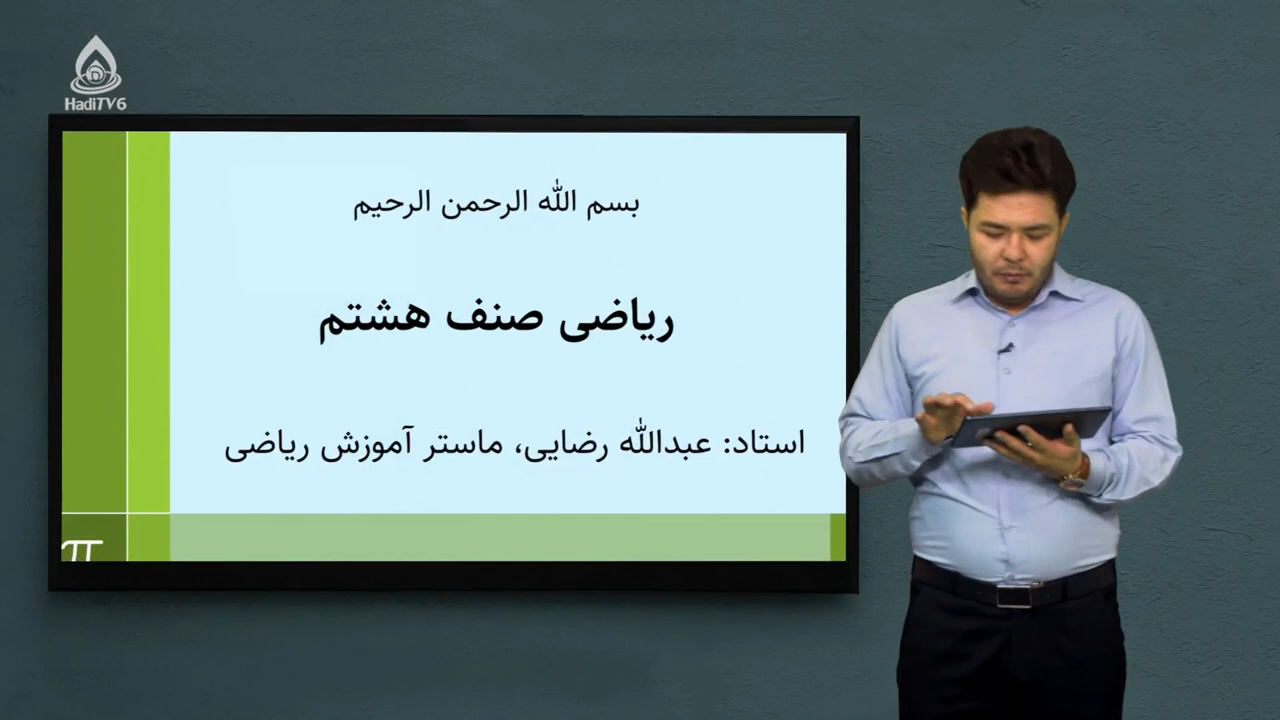 HadiTV6
بسم الله الرحمن الرحیم
ریاضی صنف هشتم
استاد: عبدالله رضایی، ماستر آموزش ریاضی
π